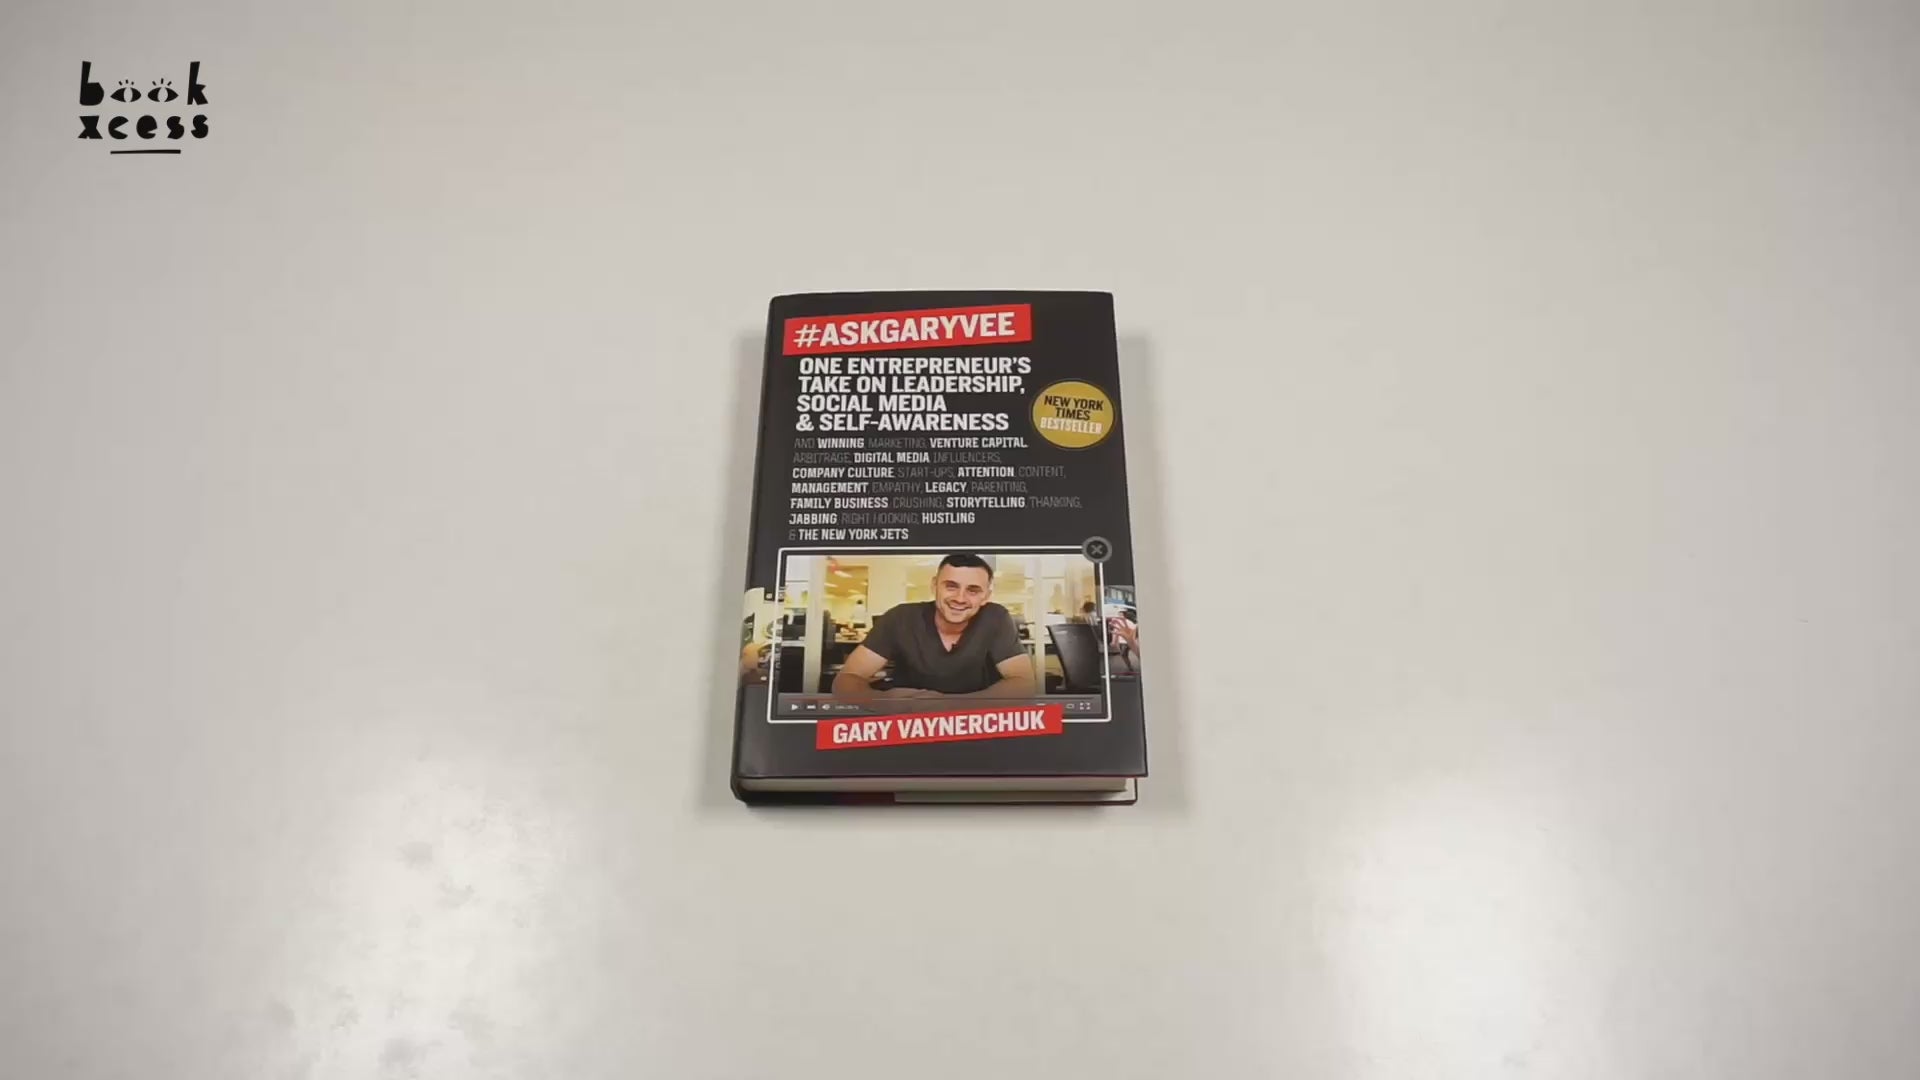 book
xcess
#ASKGARYVEE
ONE ENTREPRENEUR'S
TAKE ON LEADERSHIP,
SOCIAL MEDIA
& SELF-AWARENESS
NEW YORK
TIMES
BESTSELLER
AND WINNING, MARKETING, VENTURE CAPITAL,
ARBITRAGE, DIGITAL MEDIA, INFLUENCERS,
COMPANY CULTURE, START-UPS, ATTENTION, CONTENT,
MANAGEMENT, EMPATHY, LEGACY, PARENTING,
FAMILY BUSINESS, CRUSHING, STORYTELLING, THANKING,
JABBING, RIGHT HOOKING, HUSTLING
& THE NEW YORK JETS
GARY VAYNERCHUK